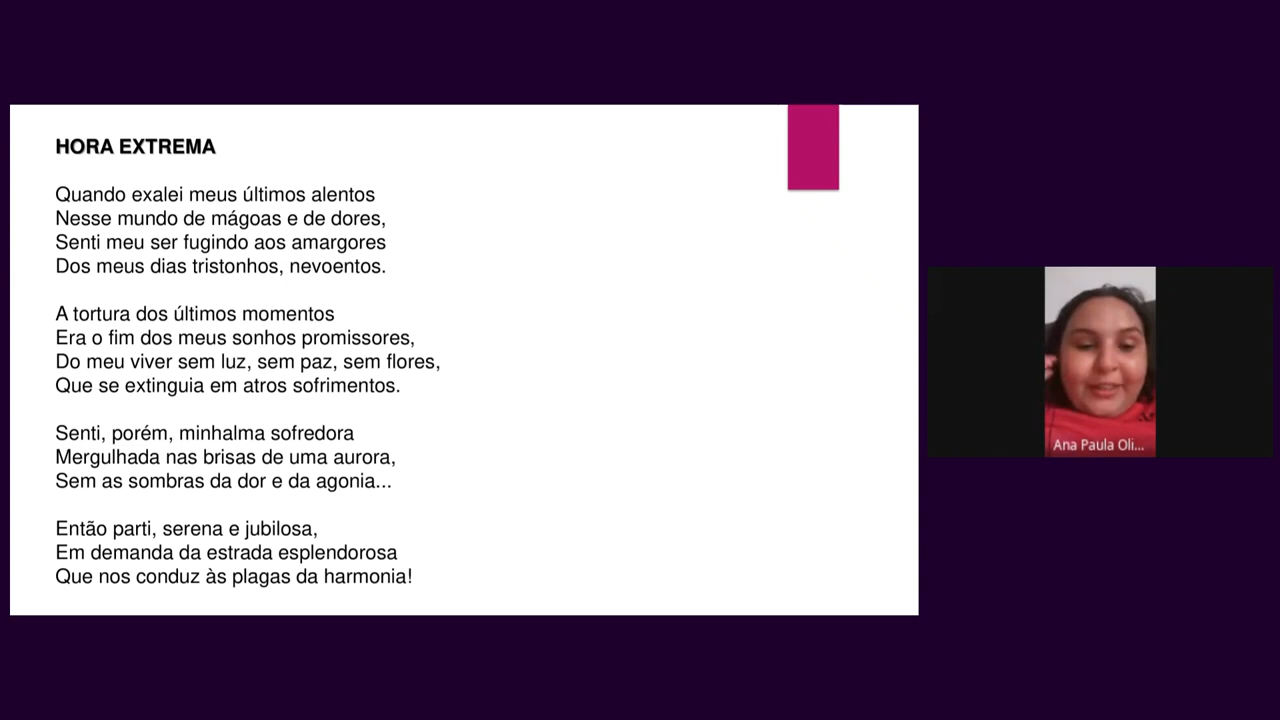 HORA EXTREMA
Quando exalei meus últimos alentos
Nesse mundo de mágoas e de dores,
Senti meu ser fugindo aos amargores
Dos meus dias tristonhos, nevoentos.
A tortura dos últimos momentos
Era o fim dos meus sonhos promissores,
Do meu viver sem luz, sem paz, sem flores,
Que se extinguia em atros sofrimentos.
Senti, porém, minhalma sofredora
Mergulhada nas brisas de uma aurora,
Sem as sombras da dor e da agonia...
Então parti, serena e jubilosa,
Em demanda da estrada esplendorosa
Que nos conduz às plagas da harmonia!
Ana Paula Oli...